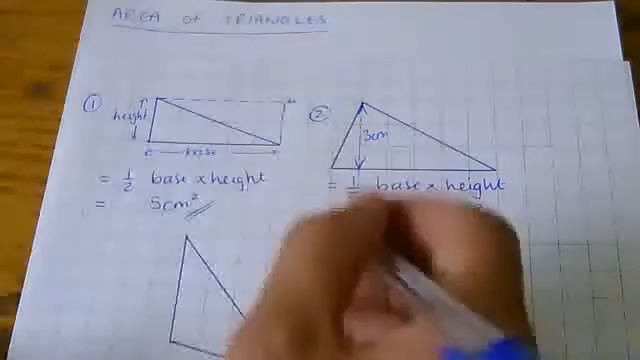 AREA of TRIANGLES
①
height
base
= 1/2 base x height
= 5cm²
②
3cm
= 1/2 base x height